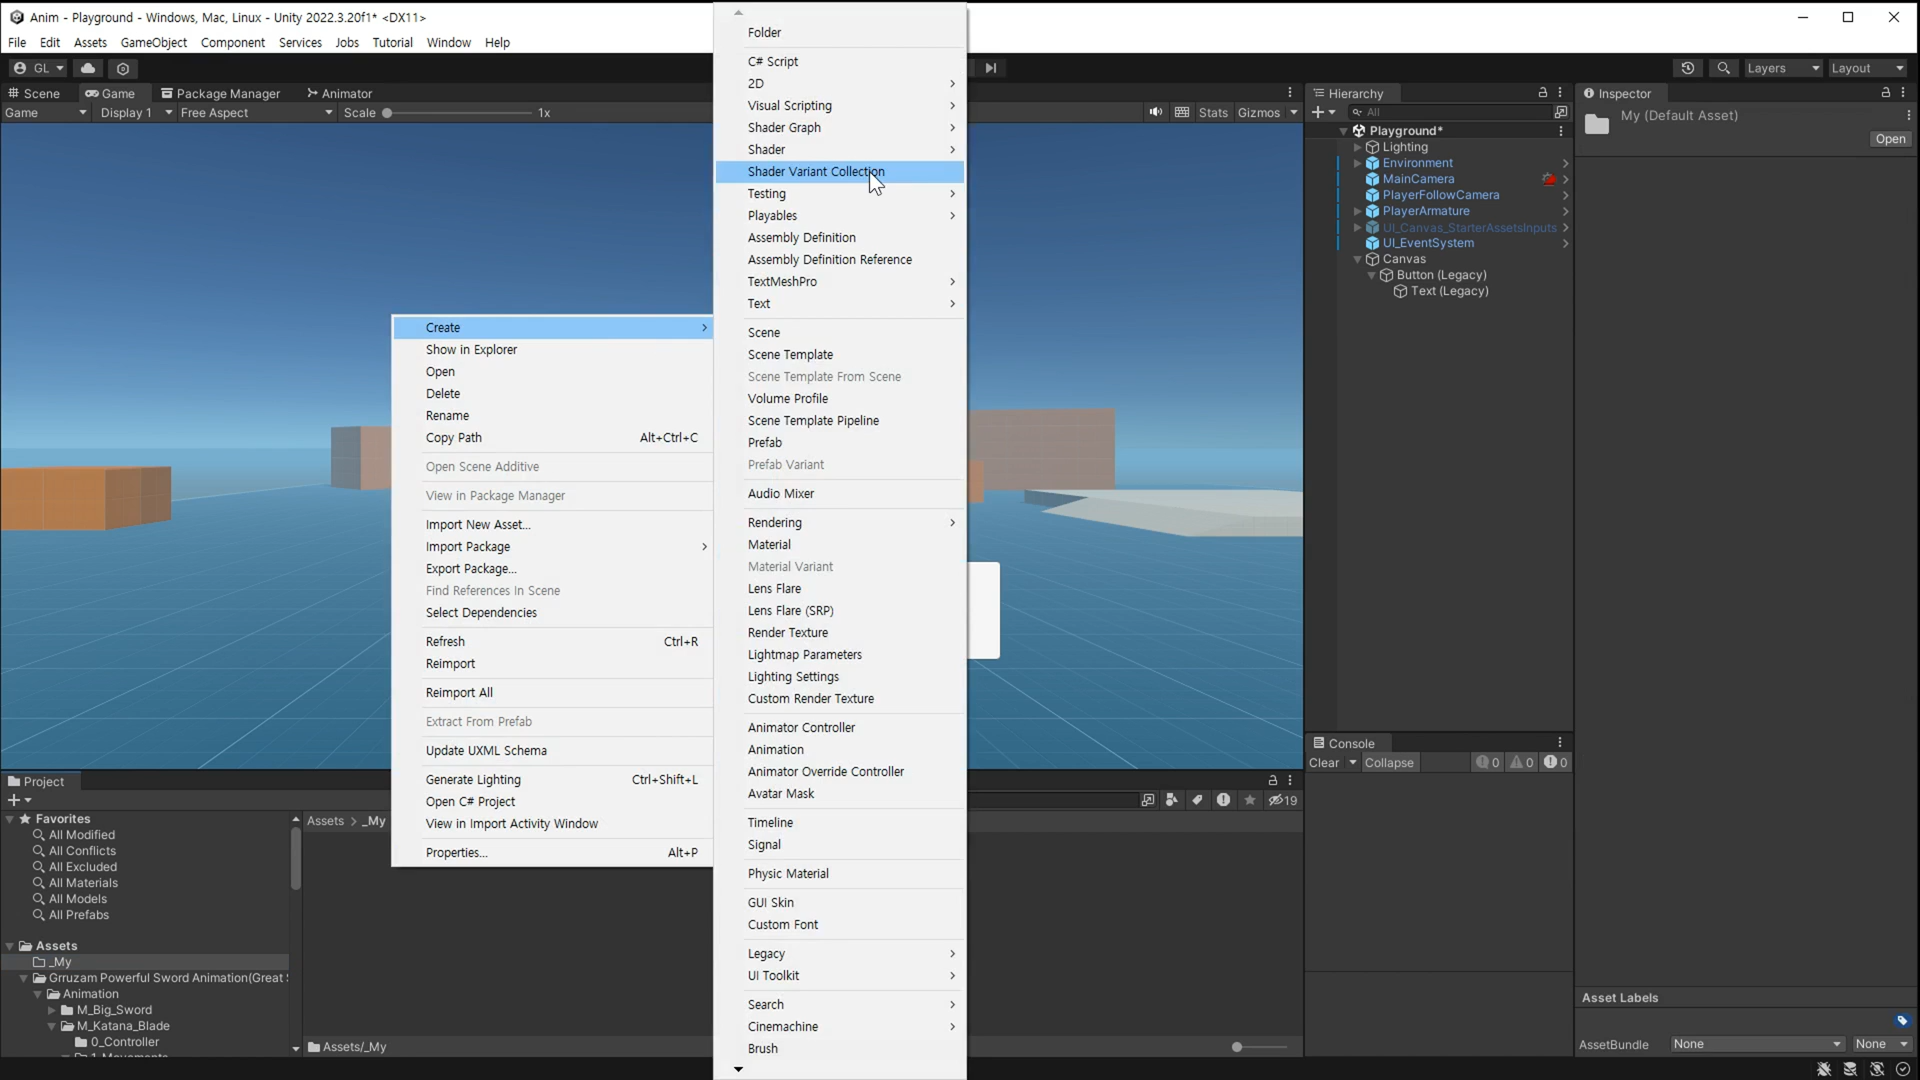 Anim - Playground - Windows, Mac, Linux - Unity 2022.3.20f1* <DX11>
File Edit Assets GameObject Component Services Jobs Tutorial Window Help
GL
Layers Layout
Scene Game Package Manager Animator
Game Display 1 Free Aspect Scale 1x Stats Gizmos
Folder
C# Script
2D
Visual Scripting
Shader Graph
Shader
Shader Variant Collection
Testing
Playables
Assembly Definition
Assembly Definition Reference
TextMeshPro
Text
Scene
Scene Template
Scene Template From Scene
Volume Profile
Scene Template Pipeline
Prefab
Prefab Variant
Audio Mixer
Rendering
Material
Material Variant
Lens Flare
Lens Flare (SRP)
Render Texture
Lightmap Parameters
Lighting Settings
Custom Render Texture
Animator Controller
Animation
Animator Override Controller
Avatar Mask
Timeline
Signal
Physic Material
GUI Skin
Custom Font
Legacy
UI Toolkit
Search
Cinemachine
Brush
Create
Show in Explorer
Open
Delete
Rename
Copy Path Alt+Ctrl+C
Open Scene Additive
View in Package Manager
Import New Asset...
Import Package
Export Package...
Find References In Scene
Select Dependencies
Refresh Ctrl+R
Reimport
Reimport All
Extract From Prefab
Update UXML Schema
Generate Lighting Ctrl+Shift+L
Open C# Project
View in Import Activity Window
Properties... Alt+P
Hierarchy
All
Playground*
Lighting
Environment
MainCamera
PlayerFollowCamera
PlayerArmature
UI_Canvas_StarterAssetsInputs
UI_EventSystem
Canvas
Button (Legacy)
Text (Legacy)
Inspector
My (Default Asset)
Open
Console
Clear Collapse 0 0 0
Project
19
Favorites
All Modified
All Conflicts
All Excluded
All Materials
All Models
All Prefabs
Assets
_My
Grruzam Powerful Sword Animation(Great
Animation
M_Big_Sword
M_Katana_Blade
0_Controller
Assets > _My
Assets/_My
Asset Labels
AssetBundle None None